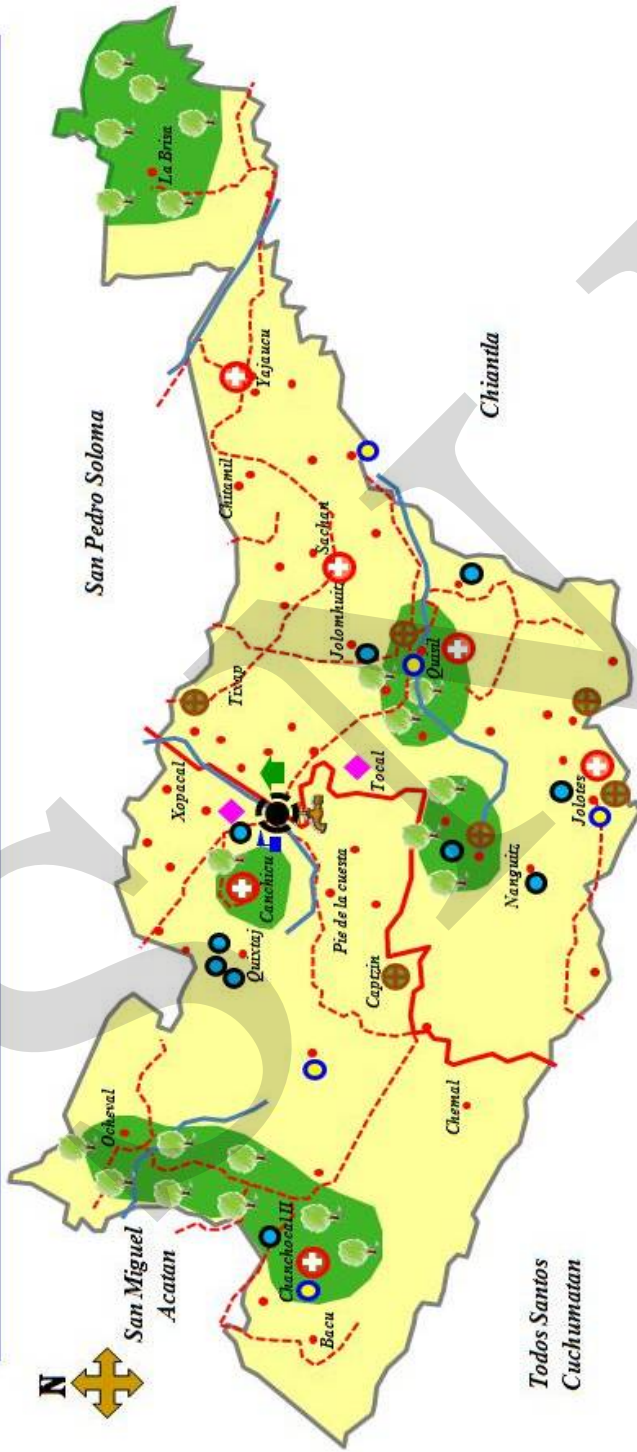 N
San Pedro Soloma
Ocheval
San Miguel
Acatan
La Brisa
Xopacal
Chitamil
Tixap
Quixtaj
Canchicu
Yajaucu
Chanchocal II
Sachan
Bacu
Pie de la cuesta
Jolomhuitz
Captzin
Tocal
Quisil
Chemal
Chiantla
Nanguitz
Todos Santos
Cuchumatan
Jolotes